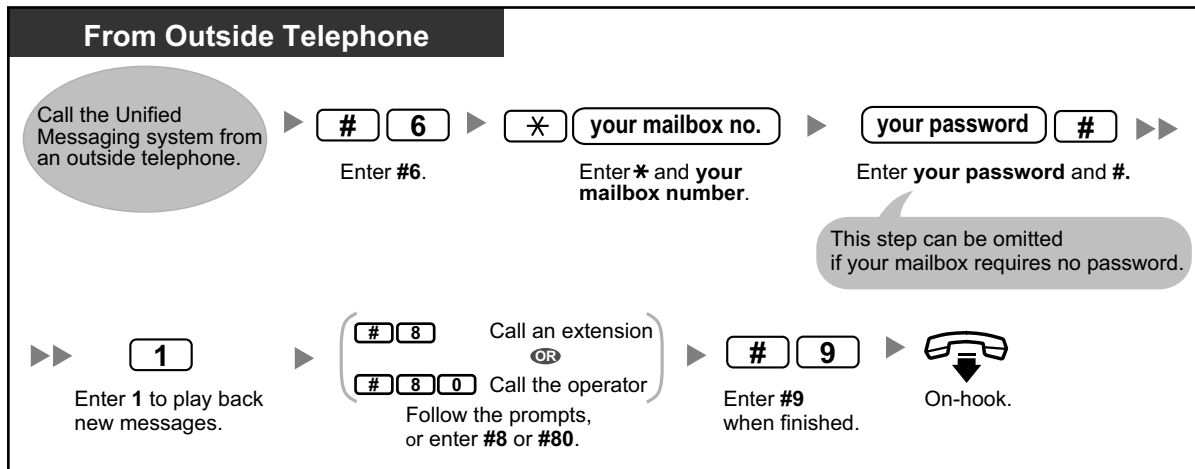 From Outside Telephone
Call the Unified
Messaging system from
an outside telephone.
# 6
Enter #6.
* your mailbox no.
Enter * and your
mailbox number.
your password #
Enter your password and #.
This step can be omitted
if your mailbox requires no password.
1
Enter 1 to play back
new messages.
# 8 Call an extension
OR
# 8 0 Call the operator
Follow the prompts,
or enter #8 or #80.
# 9
Enter #9
when finished.
On-hook.